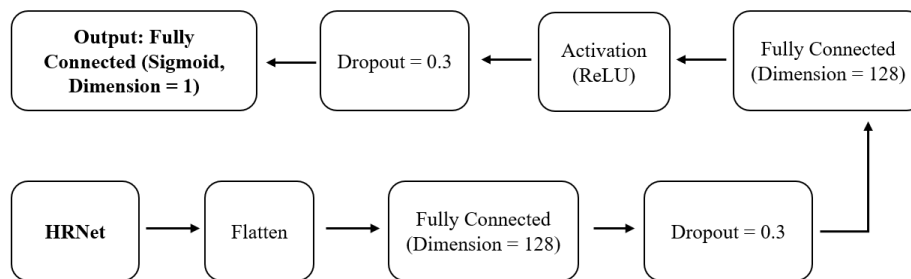 Output: Fully
Connected (Sigmoid,
Dimension = 1)
Dropout = 0.3
Activation
(ReLU)
Fully Connected
(Dimension = 128)
HRNet
Flatten
Fully Connected
(Dimension = 128)
Dropout = 0.3